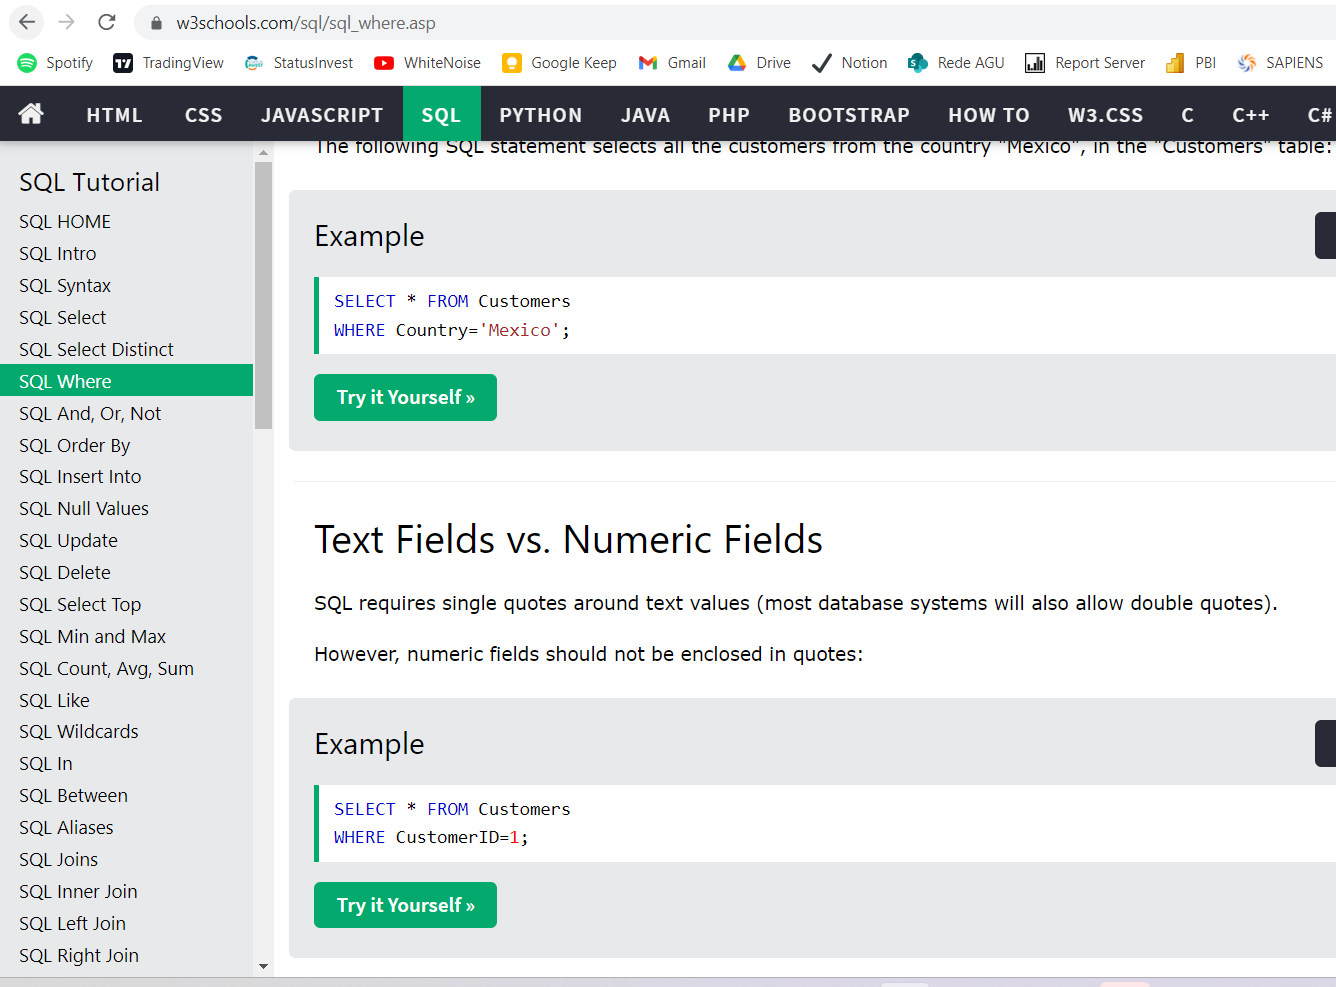 w3schools.com/sql/sql_where.asp
Spotify TradingView StatusInvest WhiteNoise Google Keep Gmail Drive Notion Rede AGU Report Server PBI SAPIENS
HTML CSS JAVASCRIPT SQL PYTHON JAVA PHP BOOTSTRAP HOW TO W3.CSS C C++ C#
SQL Tutorial
SQL HOME
SQL Intro
SQL Syntax
SQL Select
SQL Select Distinct
SQL Where
SQL And, Or, Not
SQL Order By
SQL Insert Into
SQL Null Values
SQL Update
SQL Delete
SQL Select Top
SQL Min and Max
SQL Count, Avg, Sum
SQL Like
SQL Wildcards
SQL In
SQL Between
SQL Aliases
SQL Joins
SQL Inner Join
SQL Left Join
SQL Right Join
The following SQL statement selects all the customers from the country "Mexico", in the "Customers" table:
Example
SELECT * FROM Customers
WHERE Country='Mexico';
Try it Yourself »
Text Fields vs. Numeric Fields
SQL requires single quotes around text values (most database systems will also allow double quotes).
However, numeric fields should not be enclosed in quotes:
Example
SELECT * FROM Customers
WHERE CustomerID=1;
Try it Yourself »